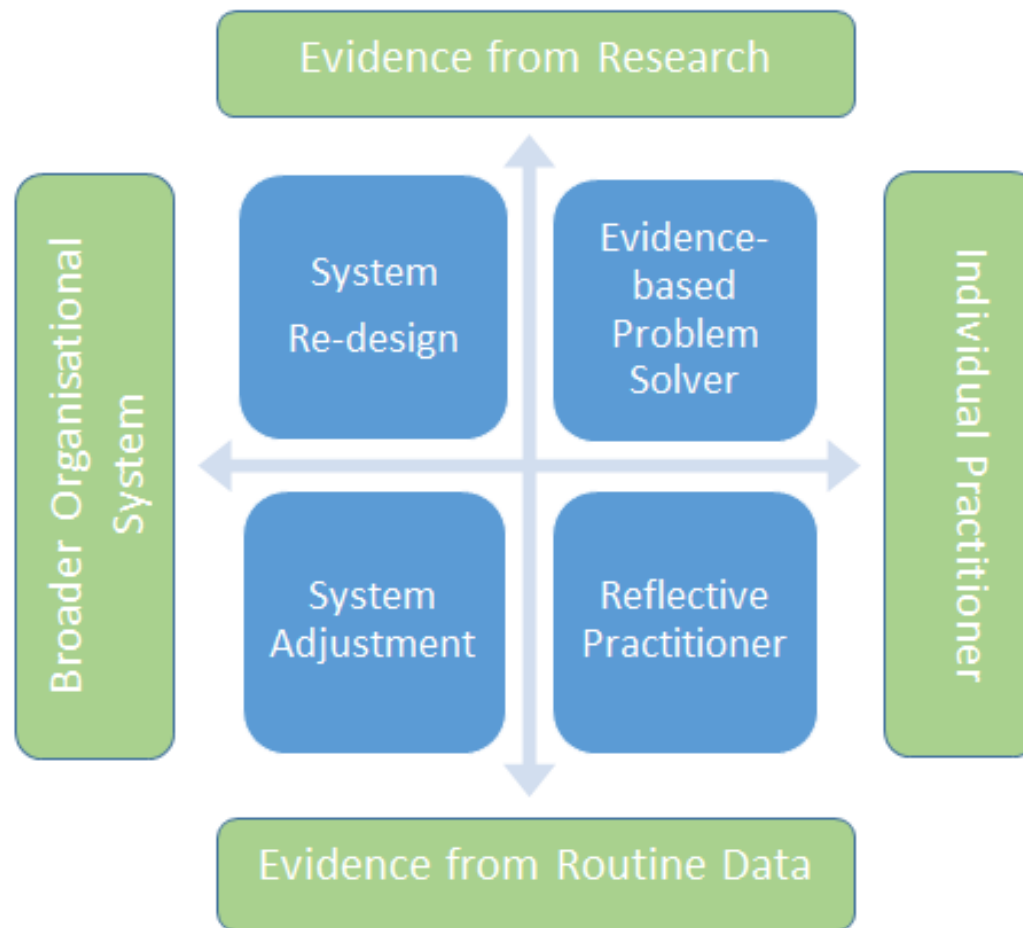 Evidence from Research
Broader Organisational
System
System
Re-design
Evidence-
based
Problem
Solver
Individual Practitioner
System
Adjustment
Reflective
Practitioner
Evidence from Routine Data